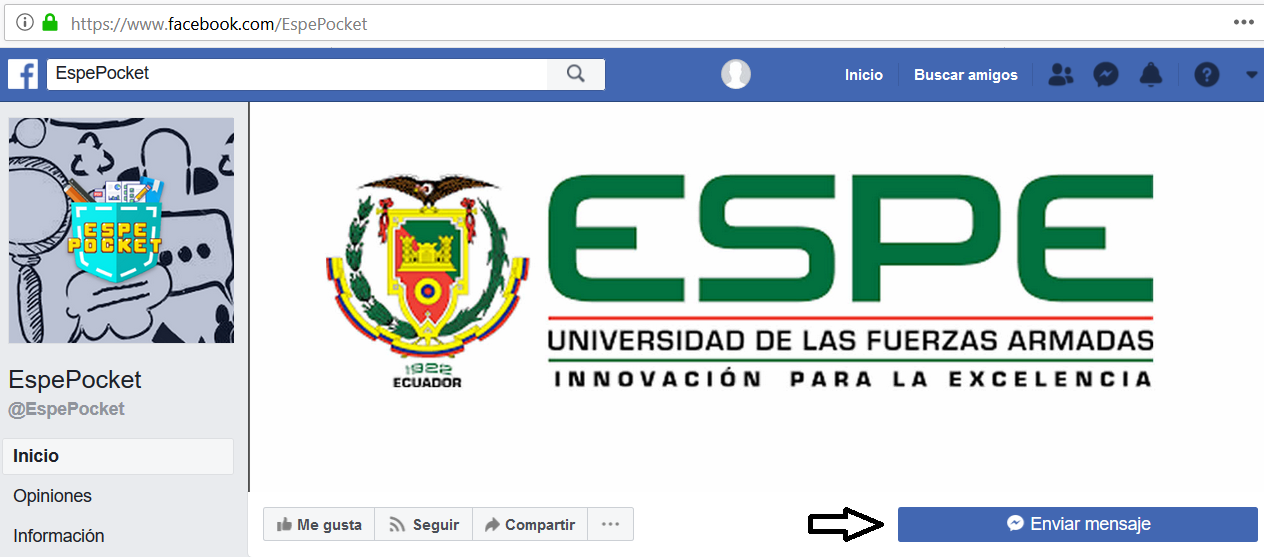 https://www.facebook.com/EspePocket
f
EspePocket
Inicio
Buscar amigos
?
ESPE
POCKET
ESPE
UNIVERSIDAD DE LAS FUERZAS ARMADAS
INNOVACIÓN PARA LA EXCELENCIA
1922
ECUADOR
EspePocket
@EspePocket
Inicio
Opiniones
Información
Me gusta
Seguir
Compartir
Enviar mensaje